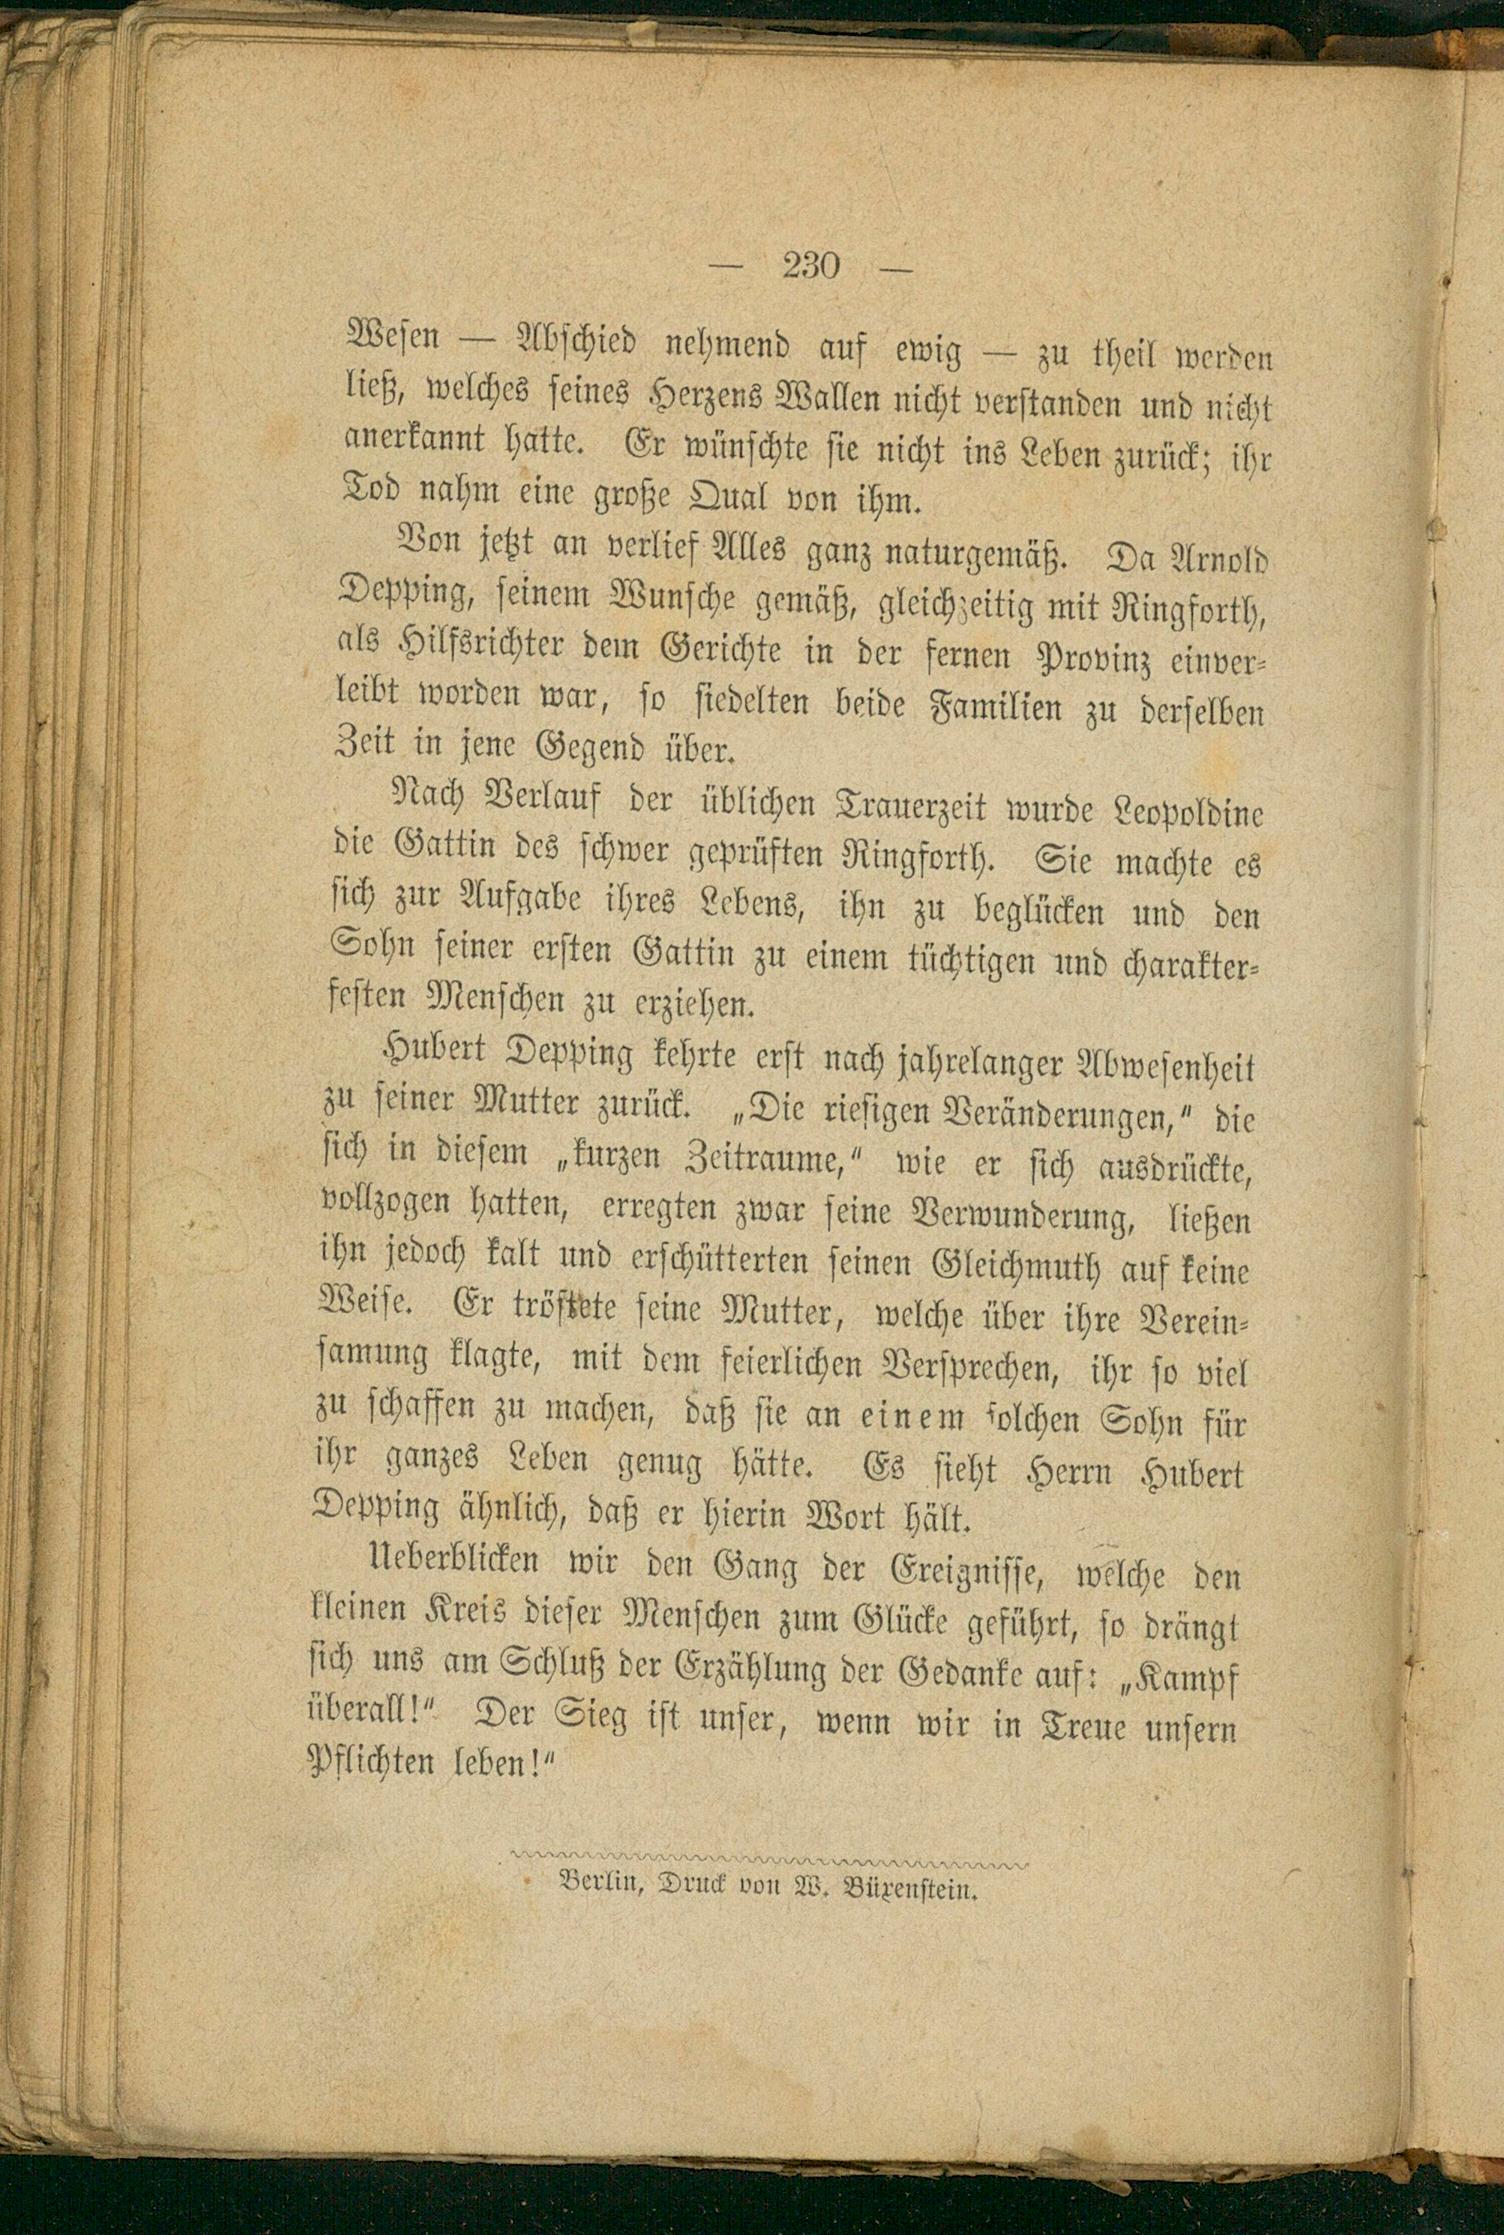 — 230 —
Wesen — Abschied nehmend auf ewig — zu theil werden
ließ, welches seines Herzens Wallen nicht verstanden und nicht
anerkannt hatte. Er wünschte sie nicht ins Leben zurück; ihr
Tod nahm eine große Qual von ihm.
Von jetzt an verlief Alles ganz naturgemäß. Da Arnold
Depping, seinem Wunsche gemäß, gleichzeitig mit Ringforth,
als Hilfsrichter dem Gerichte in der fernen Provinz einver-
leibt worden war, so siedelten beide Familien zu derselben
Zeit in jene Gegend über.
Nach Verlauf der üblichen Trauerzeit wurde Leopoldine
die Gattin des schwer geprüften Ringforth. Sie machte es
sich zur Aufgabe ihres Lebens, ihn zu beglücken und den
Sohn seiner ersten Gattin zu einem tüchtigen und charakter-
festen Menschen zu erziehen.
Hubert Depping kehrte erst nach jahrelanger Abwesenheit
zu seiner Mutter zurück. „Die riesigen Veränderungen,“ die
sich in diesem „kurzen Zeitraume,“ wie er sich ausdrückte,
vollzogen hatten, erregten zwar seine Verwunderung, ließen
ihn jedoch kalt und erschütterten seinen Gleichmuth auf keine
Weise. Er tröstete seine Mutter, welche über ihre Verein-
samung klagte, mit dem feierlichen Versprechen, ihr so viel
zu schaffen zu machen, daß sie an einem solchen Sohn für
ihr ganzes Leben genug hätte. Es sieht Herrn Hubert
Depping ähnlich, daß er hierin Wort hält.
Ueberblicken wir den Gang der Ereignisse, welche den
kleinen Kreis dieser Menschen zum Glücke geführt, so drängt
sich uns am Schluß der Erzählung der Gedanke auf: „Kampf
überall!“ Der Sieg ist unser, wenn wir in Treue unsern
Pflichten leben!“
Berlin, Druck von W. Büxenstein.